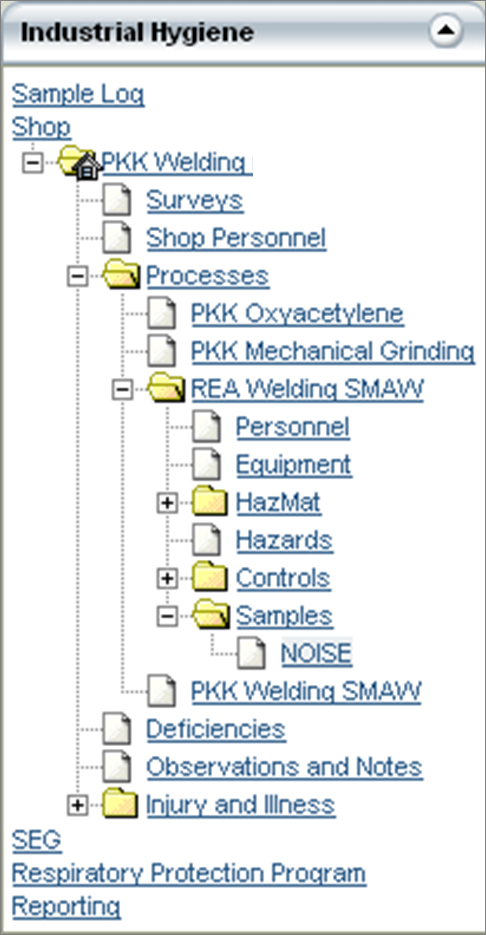 Industrial Hygiene
Sample Log
Shop
PKK Welding
Surveys
Shop Personnel
Processes
PKK Oxyacetylene
PKK Mechanical Grinding
REA Welding SMAW
Personnel
Equipment
HazMat
Hazards
Controls
Samples
NOISE
PKK Welding SMAW
Deficiencies
Observations and Notes
Injury and Illness
SEG
Respiratory Protection Program
Reporting